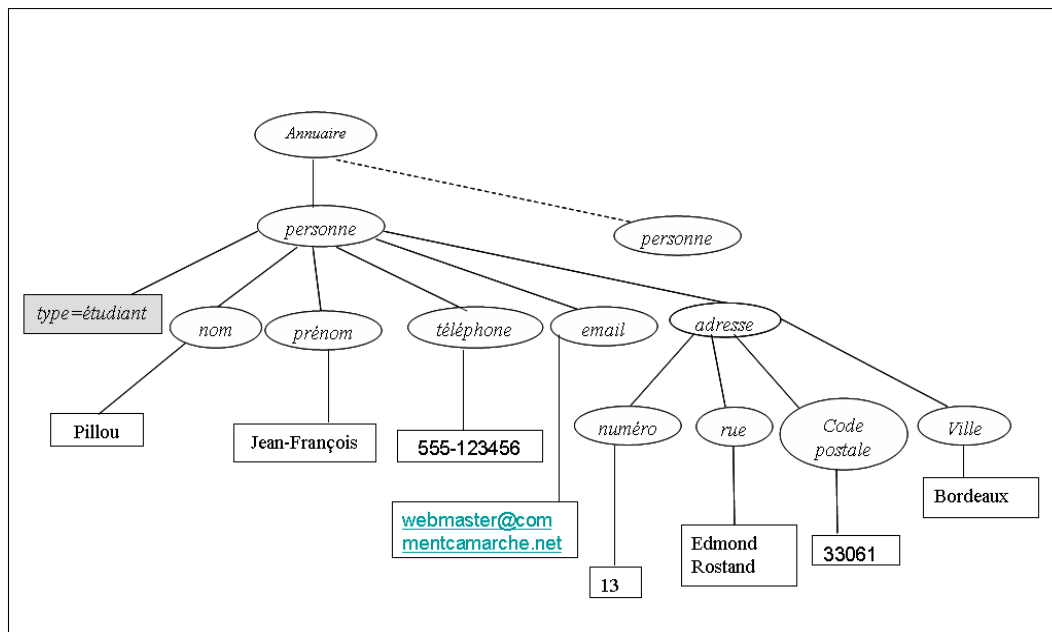 Annuaire
personne
personne
type=étudiant
nom
prénom
téléphone
email
adresse
Pillou
Jean-François
555-123456
numéro
rue
Code
postale
Ville
webmaster@com
mentcamarche.net
Bordeaux
13
Edmond
Rostand
33061